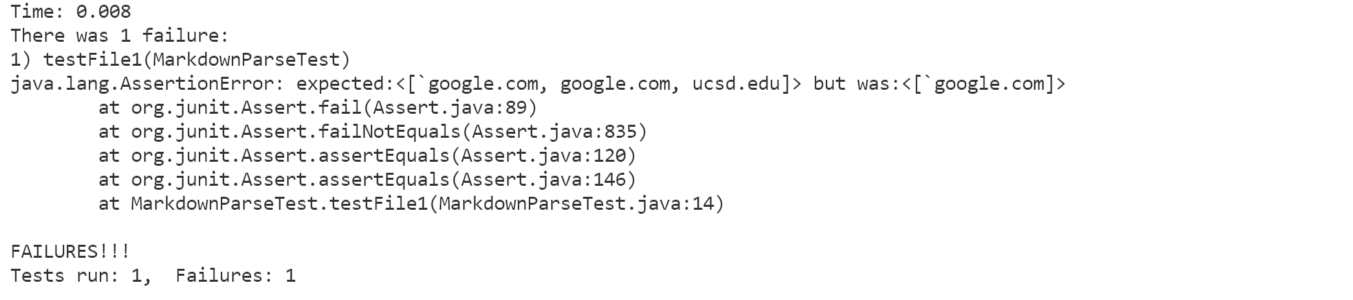 Time: 0.008
There was 1 failure:
1) testFile1(MarkdownParseTest)
java.lang.AssertionError: expected:<[`google.com, google.com, ucsd.edu]> but was:<[`google.com]>
        at org.junit.Assert.fail(Assert.java:89)
        at org.junit.Assert.failNotEquals(Assert.java:835)
        at org.junit.Assert.assertEquals(Assert.java:120)
        at org.junit.Assert.assertEquals(Assert.java:146)
        at MarkdownParseTest.testFile1(MarkdownParseTest.java:14)

FAILURES!!!
Tests run: 1,  Failures: 1